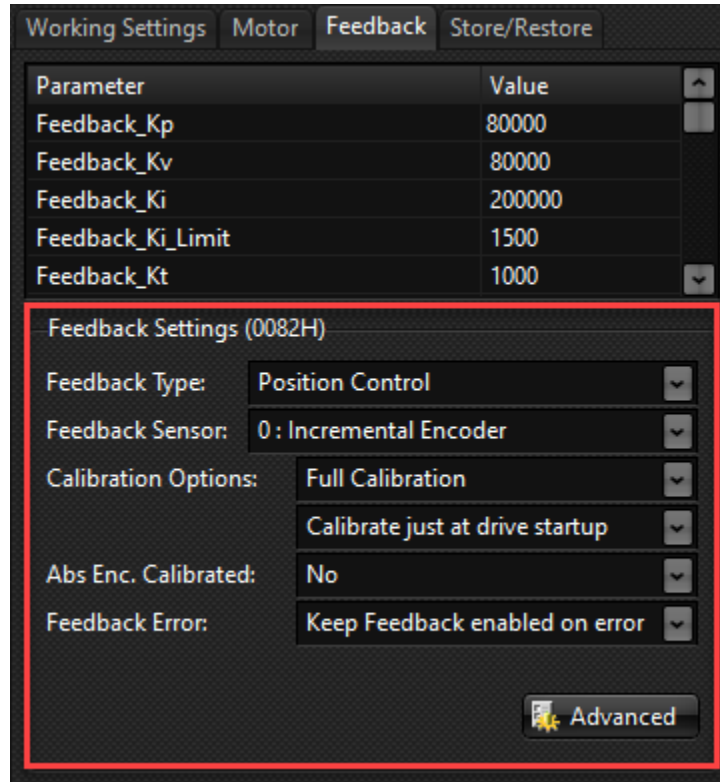 Working Settings Motor Feedback Store/Restore
Parameter Value
Feedback_Kp 80000
Feedback_Kv 80000
Feedback_Ki 200000
Feedback_Ki_Limit 1500
Feedback_Kt 1000
Feedback Settings (0082H)
Feedback Type: Position Control
Feedback Sensor: 0 : Incremental Encoder
Calibration Options: Full Calibration
Calibrate just at drive startup
Abs Enc. Calibrated: No
Feedback Error: Keep Feedback enabled on error
Advanced